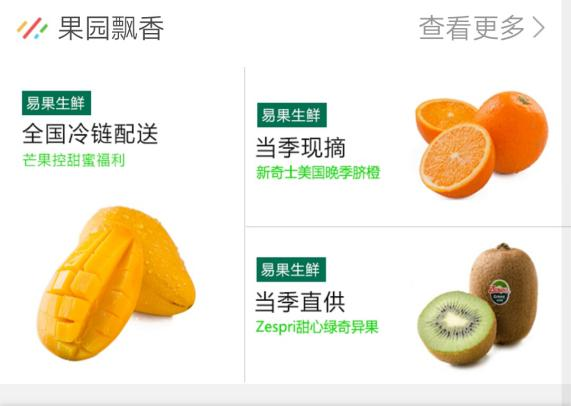 果园飘香
查看更多
易果生鲜
全国冷链配送
芒果控甜蜜福利
易果生鲜
当季现摘
新奇士美国晚季脐橙
易果生鲜
当季直供
Zespri甜心绿奇异果